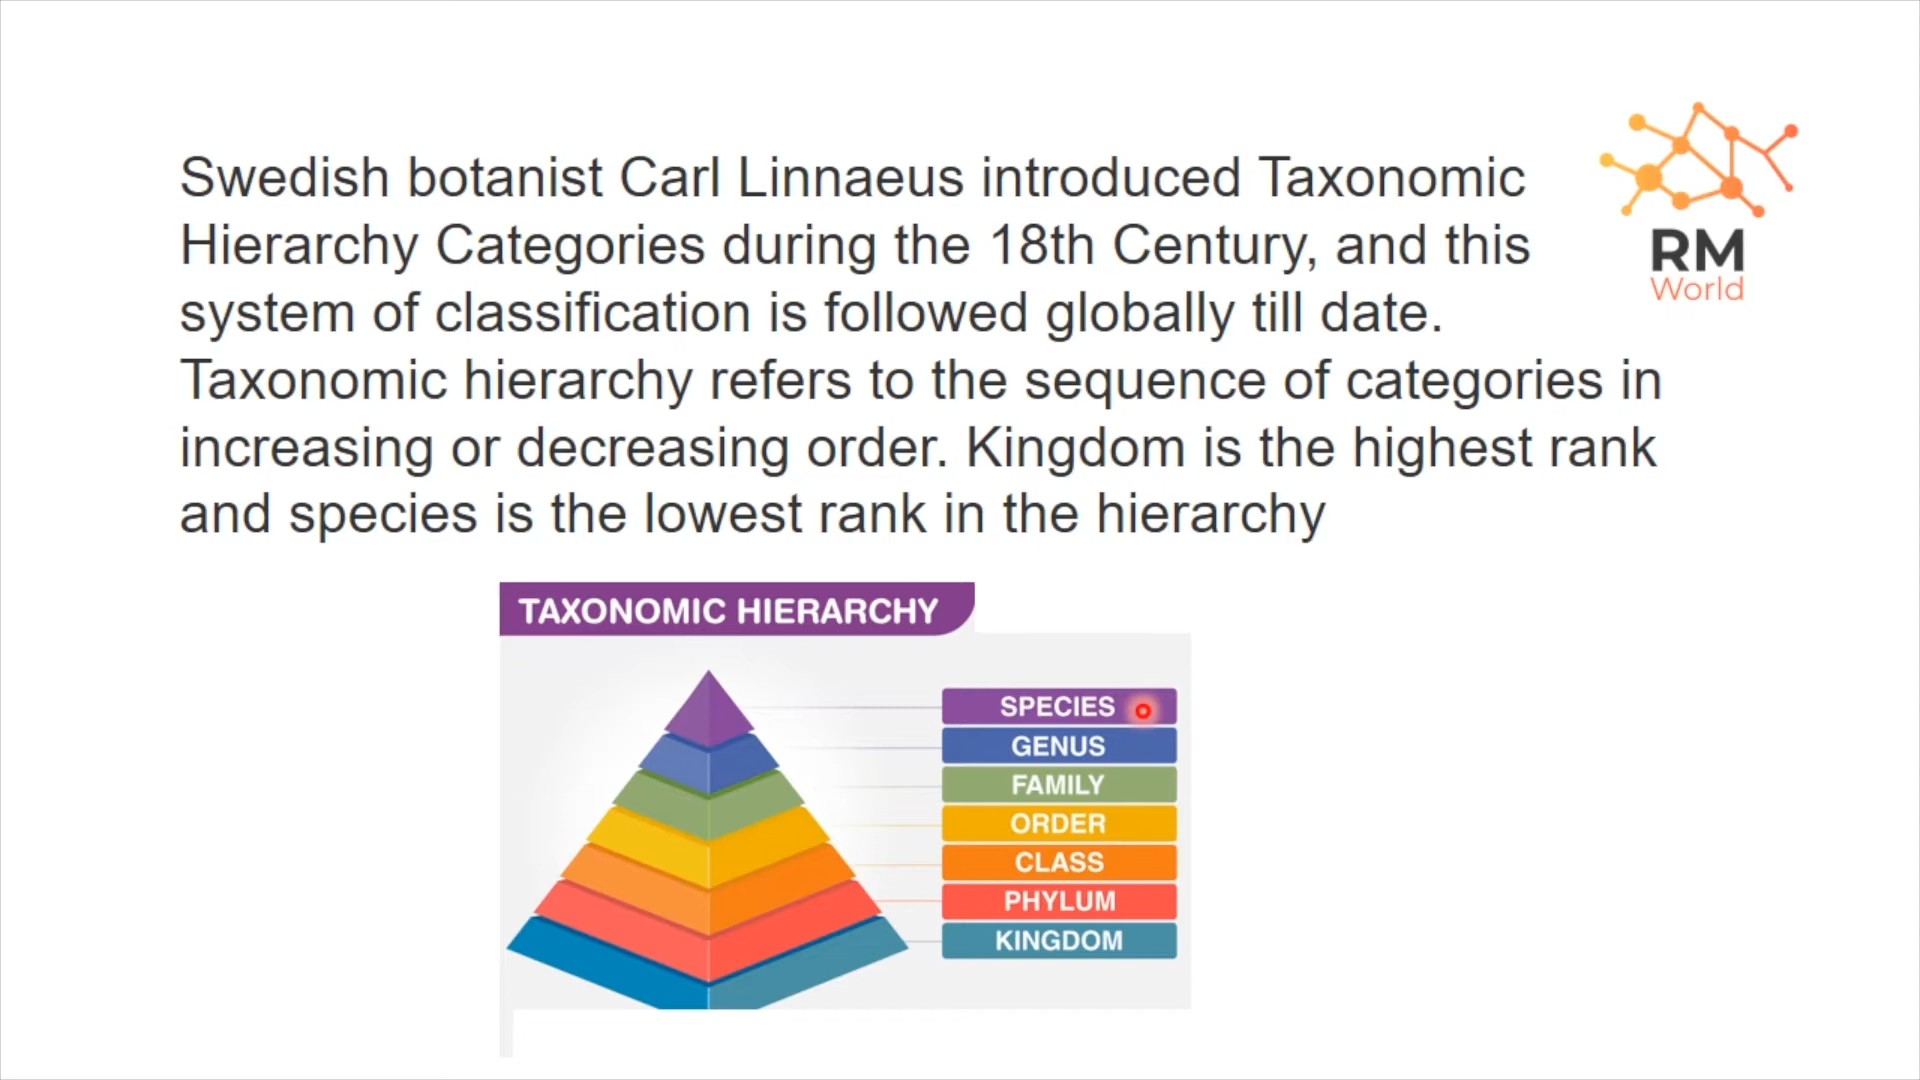 Swedish botanist Carl Linnaeus introduced Taxonomic
Hierarchy Categories during the 18th Century, and this
system of classification is followed globally till date.
Taxonomic hierarchy refers to the sequence of categories in
increasing or decreasing order. Kingdom is the highest rank
and species is the lowest rank in the hierarchy
RM
World
TAXONOMIC HIERARCHY
SPECIES
GENUS
FAMILY
ORDER
CLASS
PHYLUM
KINGDOM